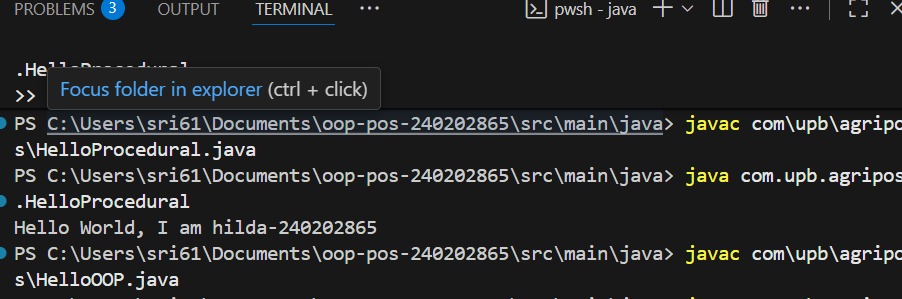 PROBLEMS 3 OUTPUT TERMINAL ... pwsh - java
.HelloProcedural
>> Focus folder in explorer (ctrl + click)
PS C:\Users\sri61\Documents\oop-pos-240202865\src\main\java> javac com\upb\agripo
s\HelloProcedural.java
PS C:\Users\sri61\Documents\oop-pos-240202865\src\main\java> java com.upb.agripos
.HelloProcedural
Hello World, I am hilda-240202865
PS C:\Users\sri61\Documents\oop-pos-240202865\src\main\java> javac com\upb\agripo
s\HelloOOP.java